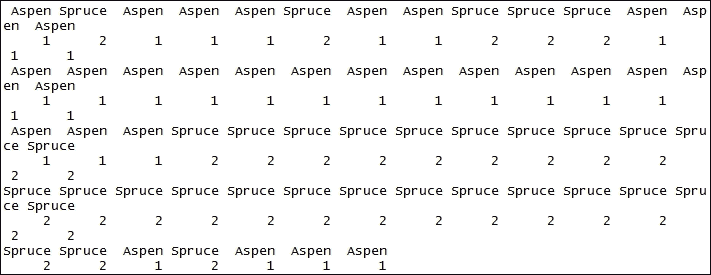 Aspen Spruce  Aspen  Aspen  Aspen Spruce  Aspen  Aspen Spruce Spruce Spruce  Aspen  Asp
en  Aspen
     1      2      1      1      1      2      1      1      2      2      2      1
 1      1
 Aspen  Aspen  Aspen  Aspen  Aspen  Aspen  Aspen  Aspen  Aspen  Aspen  Aspen  Aspen  Asp
en  Aspen
     1      1      1      1      1      1      1      1      1      1      1      1
 1      1
 Aspen  Aspen  Aspen Spruce Spruce Spruce Spruce Spruce Spruce Spruce Spruce Spruce Spru
ce Spruce
     1      1      1      2      2      2      2      2      2      2      2      2
2      2
Spruce Spruce Spruce Spruce Spruce Spruce Spruce Spruce Spruce Spruce Spruce Spruce Spru
ce Spruce
     2      2      2      2      2      2      2      2      2      2      2      2
2      2
Spruce Spruce  Aspen Spruce  Aspen  Aspen  Aspen
     2      2      1      2      1      1      1